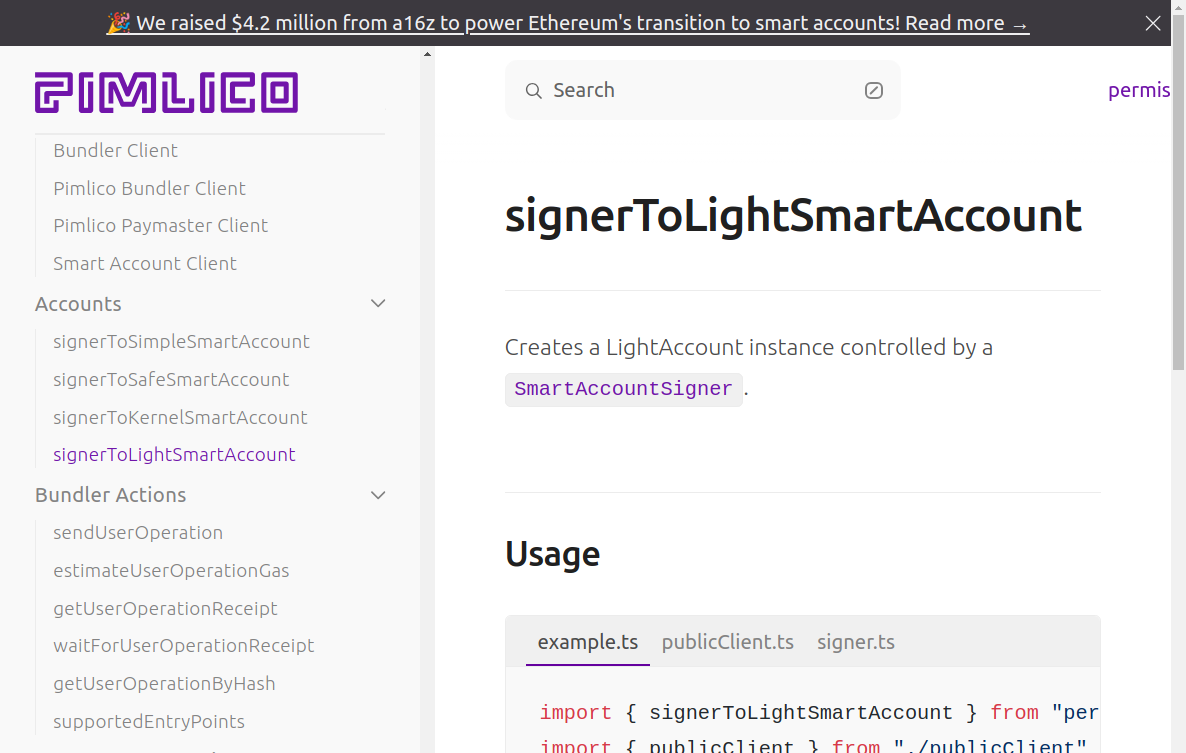 🎉 We raised $4.2 million from a16z to power Ethereum's transition to smart accounts! Read more →
PIMLICO
Bundler Client
Pimlico Bundler Client
Pimlico Paymaster Client
Smart Account Client
Accounts
signerToSimpleSmartAccount
signerToSafeSmartAccount
signerToKernelSmartAccount
signerToLightSmartAccount
Bundler Actions
sendUserOperation
estimateUserOperationGas
getUserOperationReceipt
waitForUserOperationReceipt
getUserOperationByHash
supportedEntryPoints
Search
permis
signerToLightSmartAccount
Creates a LightAccount instance controlled by a
SmartAccountSigner.
Usage
example.ts publicClient.ts signer.ts
import { signerToLightSmartAccount } from "per
import { publicClient } from "./publicClient"